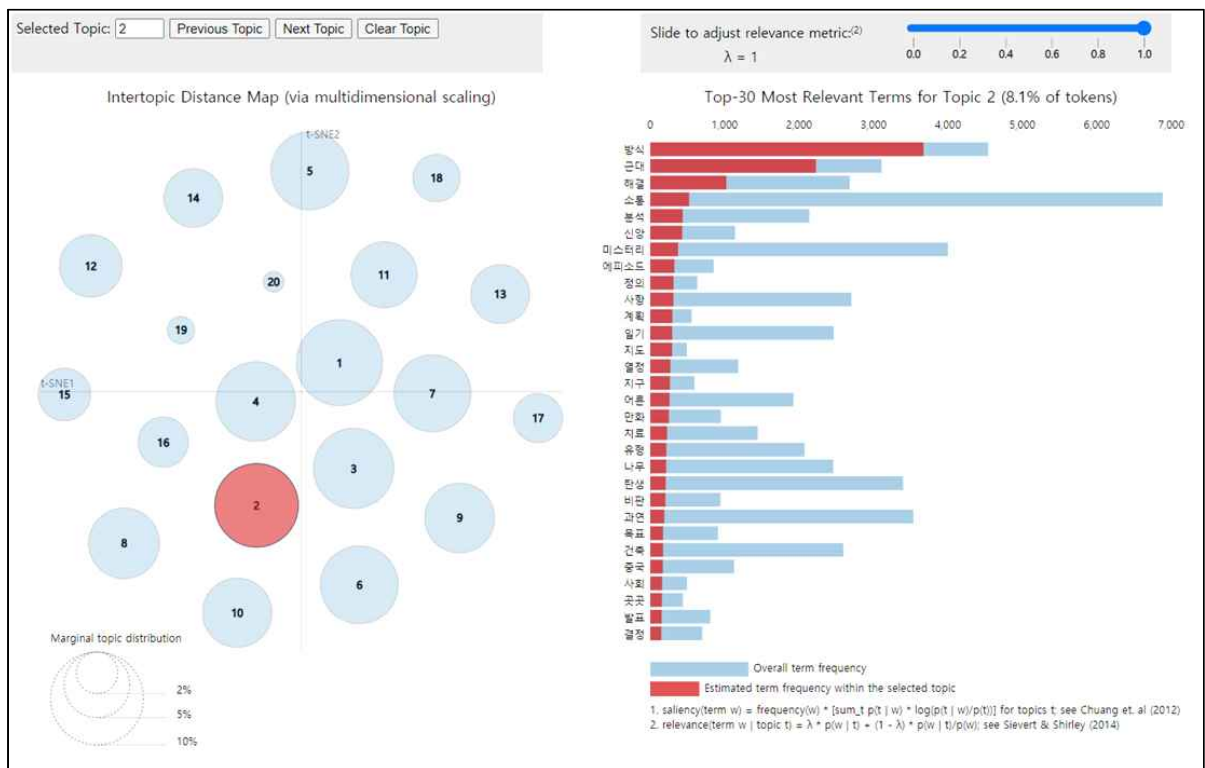 Selected Topic: 2 Previous Topic Next Topic Clear Topic
Slide to adjust relevance metric:(2)
λ = 1
0.0 0.2 0.4 0.6 0.8 1.0
Intertopic Distance Map (via multidimensional scaling)
t-SNE2
5
18
14
12
11
20
13
19
1
t-SNE1
15
4
7
17
16
3
2
9
8
6
10
Marginal topic distribution
2%
5%
10%
Top-30 Most Relevant Terms for Topic 2 (8.1% of tokens)
0 1,000 2,000 3,000 4,000 5,000 6,000 7,000
방식
근대
해결
소통
분석
신앙
미스터리
에피소드
정의
사항
계획
일기
지도
열정
지구
어른
만화
치료
유정
나무
탄생
비판
과연
목표
건축
중국
사회
곳곳
발표
결정
Overall term frequency
Estimated term frequency within the selected topic
1. saliency(term w) = frequency(w) * [sum_t p(t | w) * log(p(t | w)/p(t))] for topics t; see Chuang et. al (2012)
2. relevance(term w | topic t) = λ * p(w | t) + (1 - λ) * p(w | t)/p(w); see Sievert & Shirley (2014)